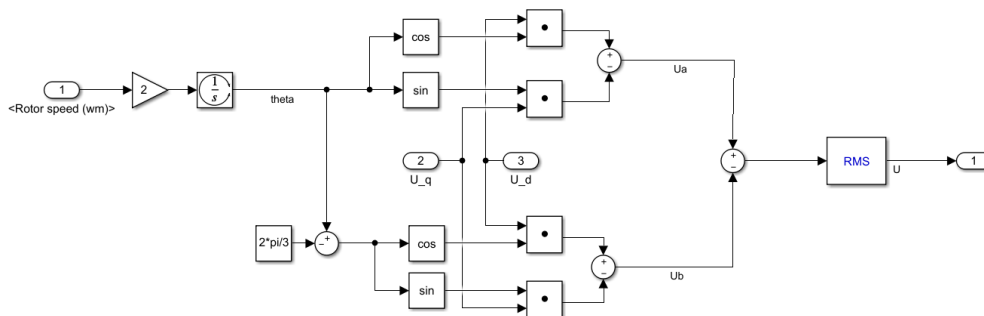 cos
Ua
1
2
1
s
sin
theta
<Rotor speed (wm)>
2
3
RMS
1
U_q
U_d
U
2*pi/3
cos
Ub
sin